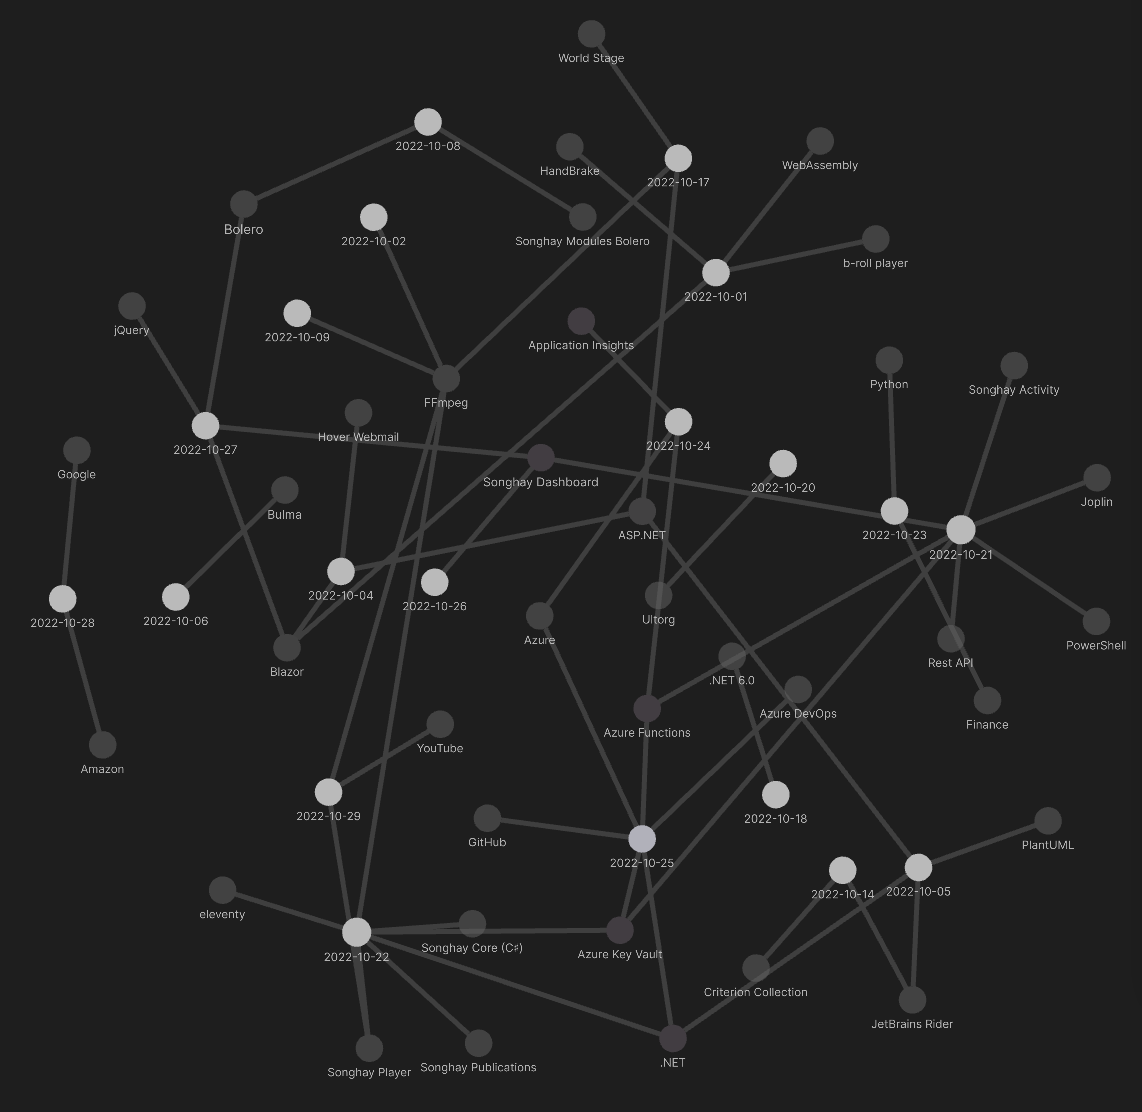 World Stage
2022-10-08
HandBrake
WebAssembly
2022-10-17
Bolero
2022-10-02
Songhay Modules Bolero
b-roll player
2022-10-01
jQuery
2022-10-09
Application Insights
Python
Songhay Activity
FFmpeg
Hover Webmail
2022-10-27
2022-10-24
Google
Songhay Dashboard
2022-10-20
Joplin
Bulma
ASP.NET
2022-10-23
2022-10-21
2022-10-04
2022-10-26
2022-10-28
2022-10-06
Ultorg
Azure
PowerShell
Rest API
Blazor
.NET 6.0
Azure DevOps
Finance
Azure Functions
YouTube
Amazon
2022-10-29
2022-10-18
GitHub
PlantUML
2022-10-25
2022-10-14
2022-10-05
eleventy
Songhay Core (C♯)
2022-10-22
Azure Key Vault
Criterion Collection
JetBrains Rider
.NET
Songhay Publications
Songhay Player